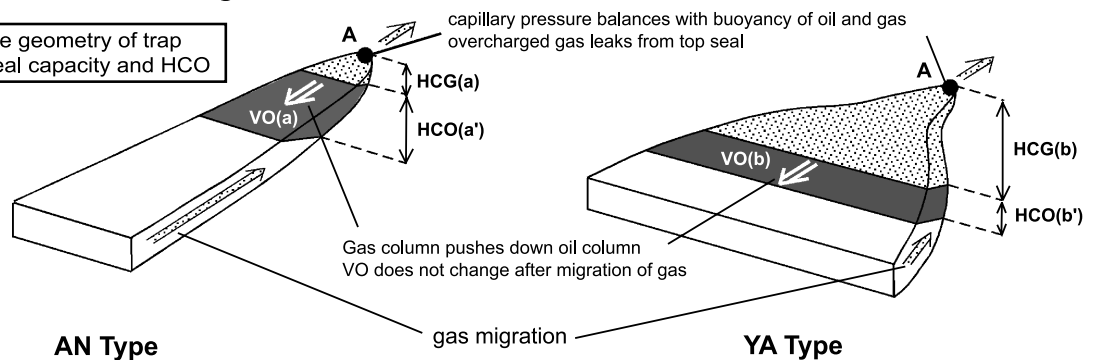 e geometry of trap
eal capacity and HCO
A
capillary pressure balances with buoyancy of oil and gas
overcharged gas leaks from top seal
HCG(a)
VO(a)
HCO(a')
A
HCG(b)
VO(b)
HCO(b')
Gas column pushes down oil column
VO does not change after migration of gas
gas migration
AN Type
YA Type